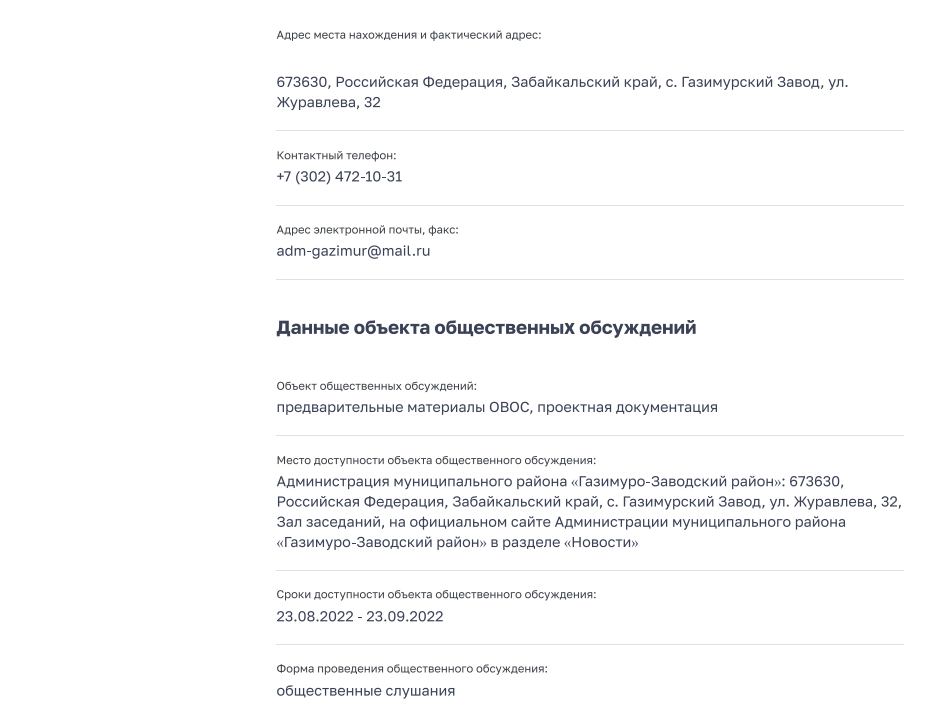 Адрес места нахождения и фактический адрес:
673630, Российская Федерация, Забайкальский край, с. Газимурский Завод, ул.
Журавлева, 32
Контактный телефон:
+7 (302) 472-10-31
Адрес электронной почты, факс:
adm-gazimur@mail.ru
Данные объекта общественных обсуждений
Объект общественных обсуждений:
предварительные материалы ОВОС, проектная документация
Место доступности объекта общественного обсуждения:
Администрация муниципального района «Газимуро-Заводский район»: 673630,
Российская Федерация, Забайкальский край, с. Газимурский Завод, ул. Журавлева, 32,
Зал заседаний, на официальном сайте Администрации муниципального района
«Газимуро-Заводский район» в разделе «Новости»
Сроки доступности объекта общественного обсуждения:
23.08.2022 - 23.09.2022
Форма проведения общественного обсуждения:
общественные слушания